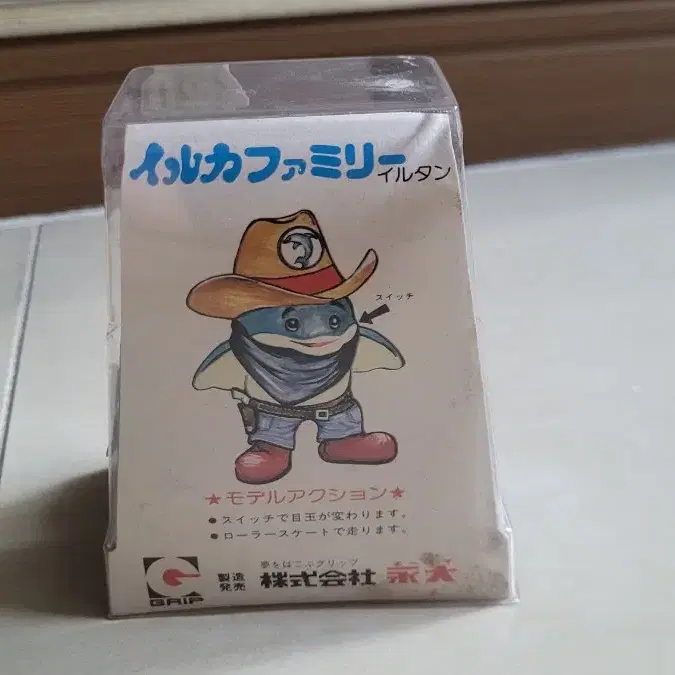 イルカファミリー
イルタン
スイッチ
★モデルアクション★
●スイッチで目玉が変わります。
●ローラースケートで走ります。
夢をはこぶグリップ
GRIP 製造発売 株式会社 永大